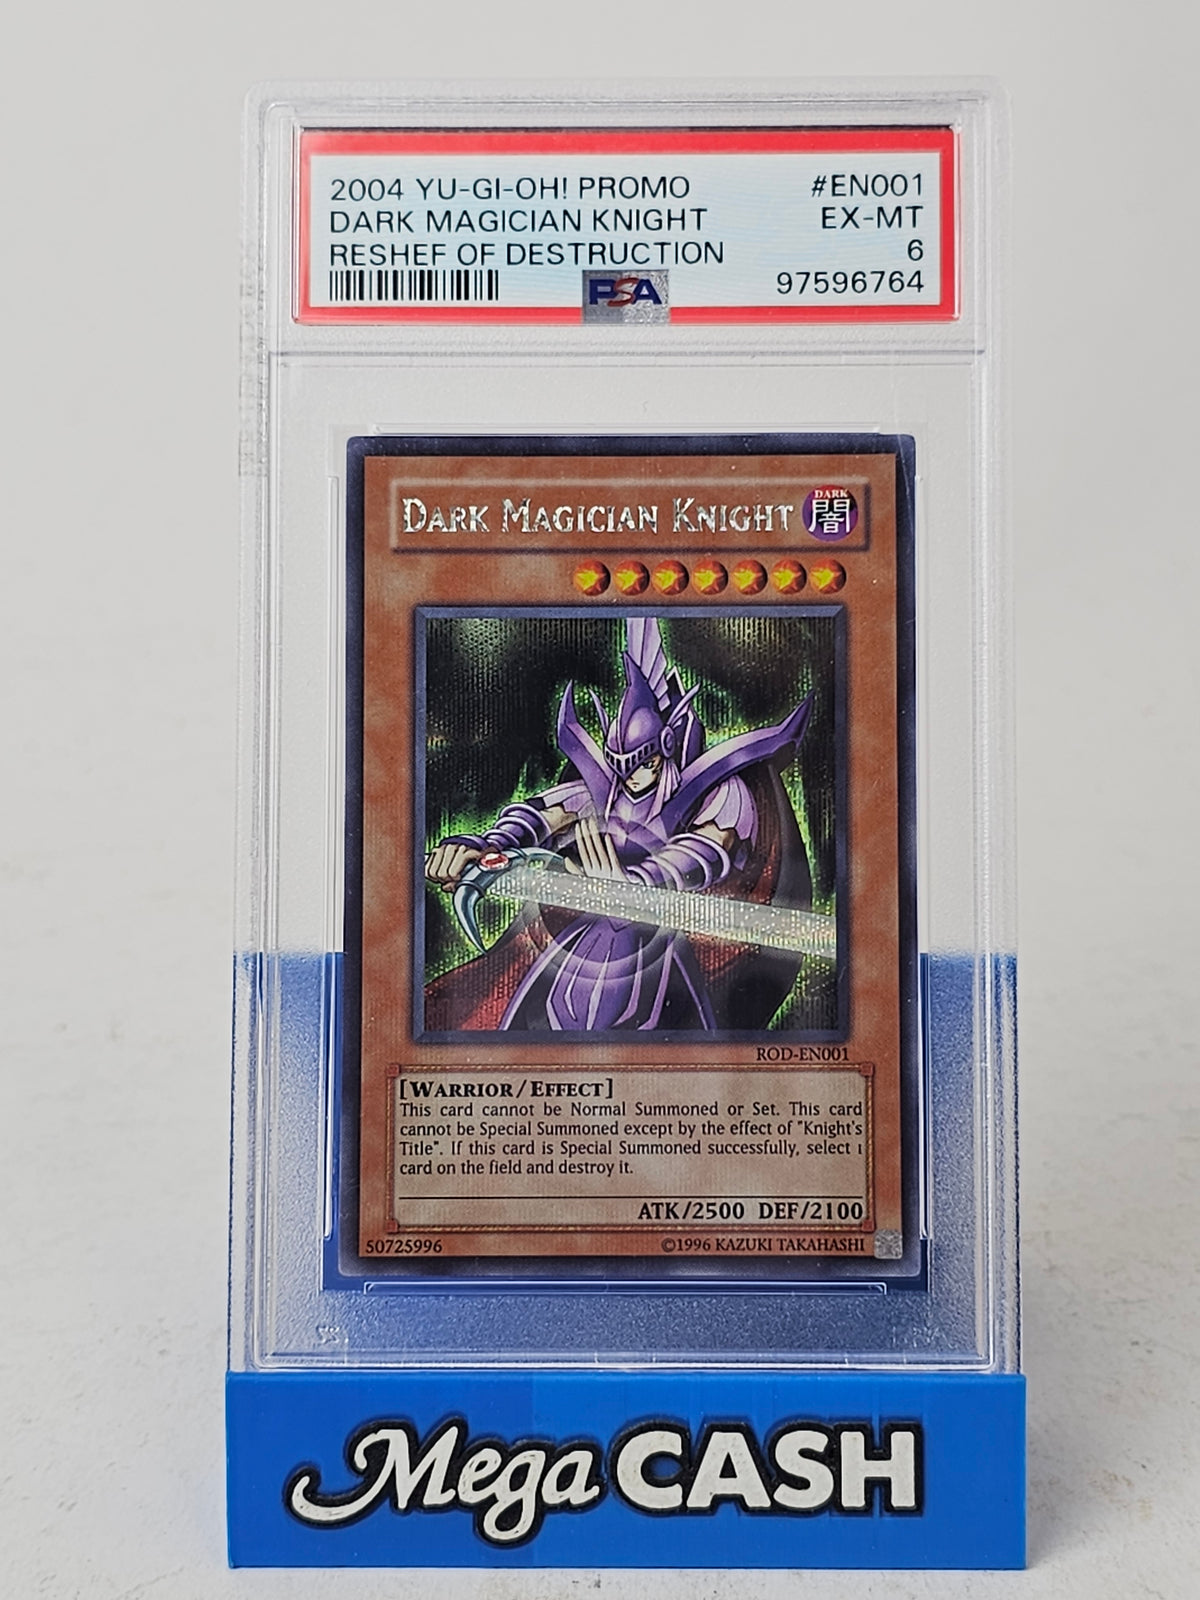 2004 YU-GI-OH! PROMO #EN001
DARK MAGICIAN KNIGHT EX-MT
RESHEF OF DESTRUCTION 6
PSA 97596764
DARK MAGICIAN KNIGHT
DARK
闇
ROD-EN001
[WARRIOR/EFFECT]
This card cannot be Normal Summoned or Set. This card
cannot be Special Summoned except by the effect of "Knight's
Title". If this card is Special Summoned successfully, select 1
card on the field and destroy it.
ATK/2500 DEF/2100
50725996 ©1996 KAZUKI TAKAHASHI
Mega CASH